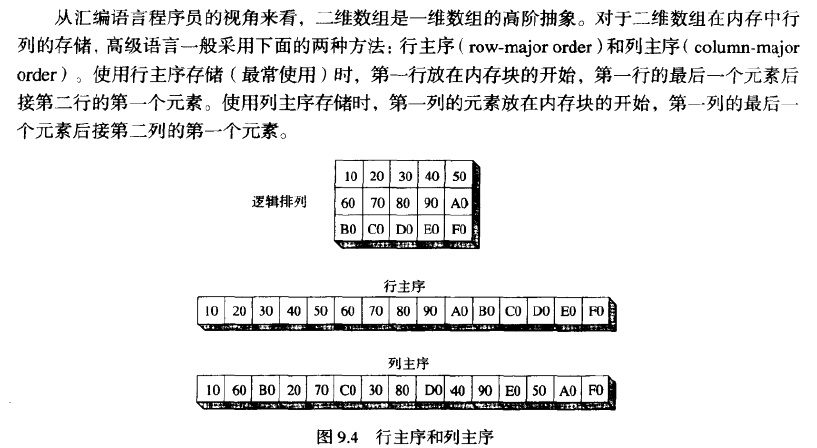 从汇编语言程序员的视角来看，二维数组是一维数组的高阶抽象。对于二维数组在内存中行
列的存储，高级语言一般采用下面的两种方法：行主序（row-major order）和列主序（column-major
order）。使用行主序存储（最常使用）时，第一行放在内存块的开始，第一行的最后一个元素后
接第二行的第一个元素。使用列主序存储时，第一列的元素放在内存块的开始，第一列的最后一
个元素后接第二列的第一个元素。
10 20 30 40 50
逻辑排列 60 70 80 90 A0
B0 C0 D0 E0 F0
行主序
10 20 30 40 50 60 70 80 90 A0 B0 C0 D0 E0 F0
列主序
10 60 B0 20 70 C0 30 80 D0 40 90 E0 50 A0 F0
图 9.4 行主序和列主序